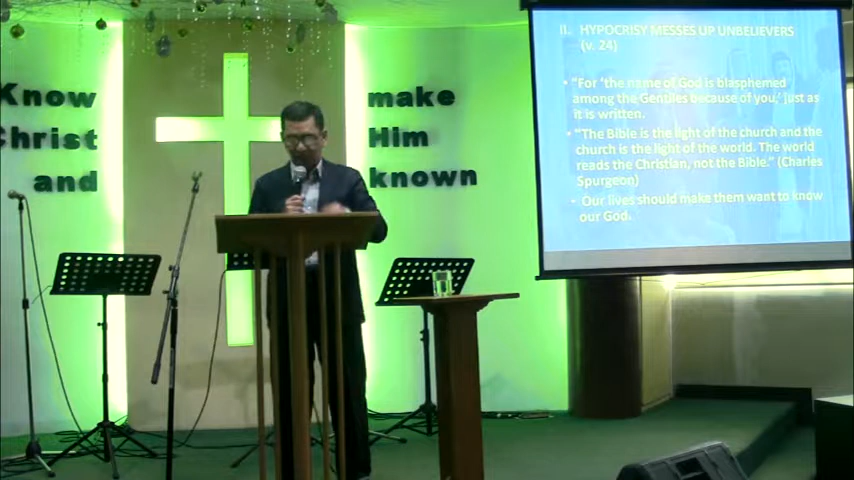 Know
Christ
and
make
Him
known
II. HYPOCRISY MESSES UP UNBELIEVERS
(v. 24)
• "For 'the name of God is blasphemed
among the Gentiles because of you,' just as
it is written.
• "The Bible is the light of the church and the
church is the light of the world. The world
reads the Christian, not the Bible." (Charles
Spurgeon)
• Our lives should make them want to know
our God.